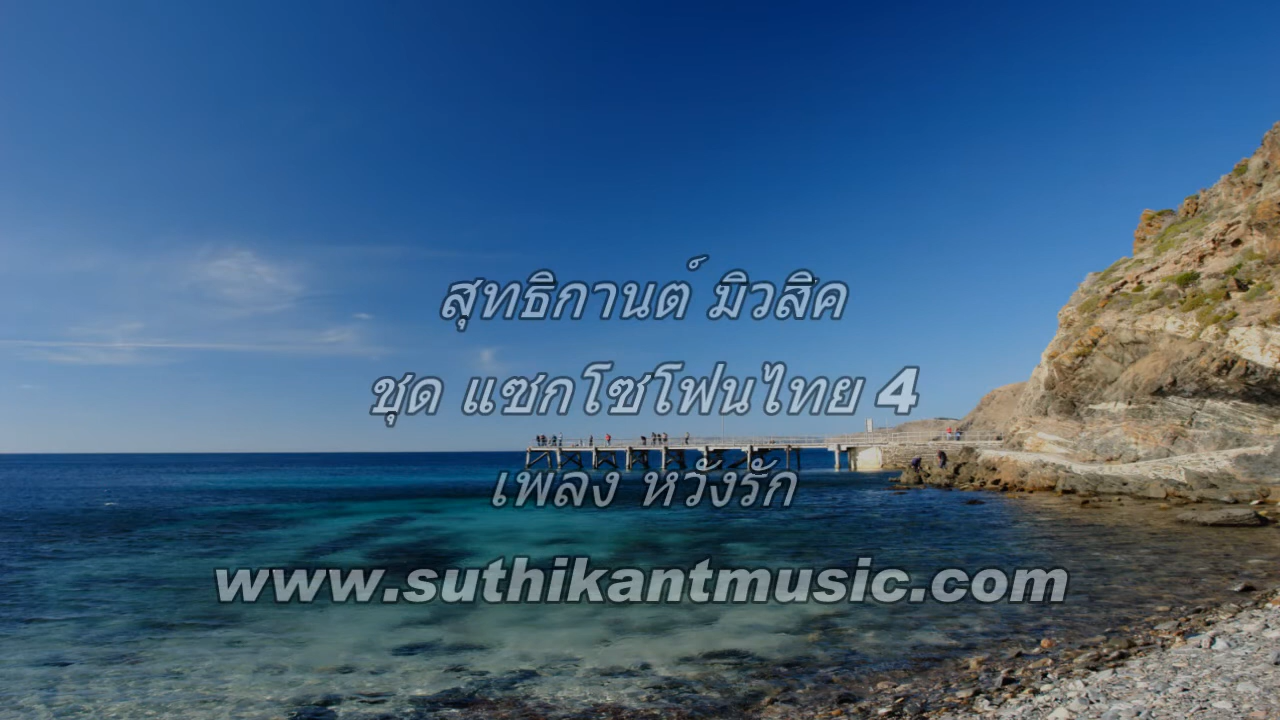 สุทธิกานต์ มิวสิค
ชุด แซกโซโฟนไทย 4
เพลง หวังรัก
www.suthikantmusic.com